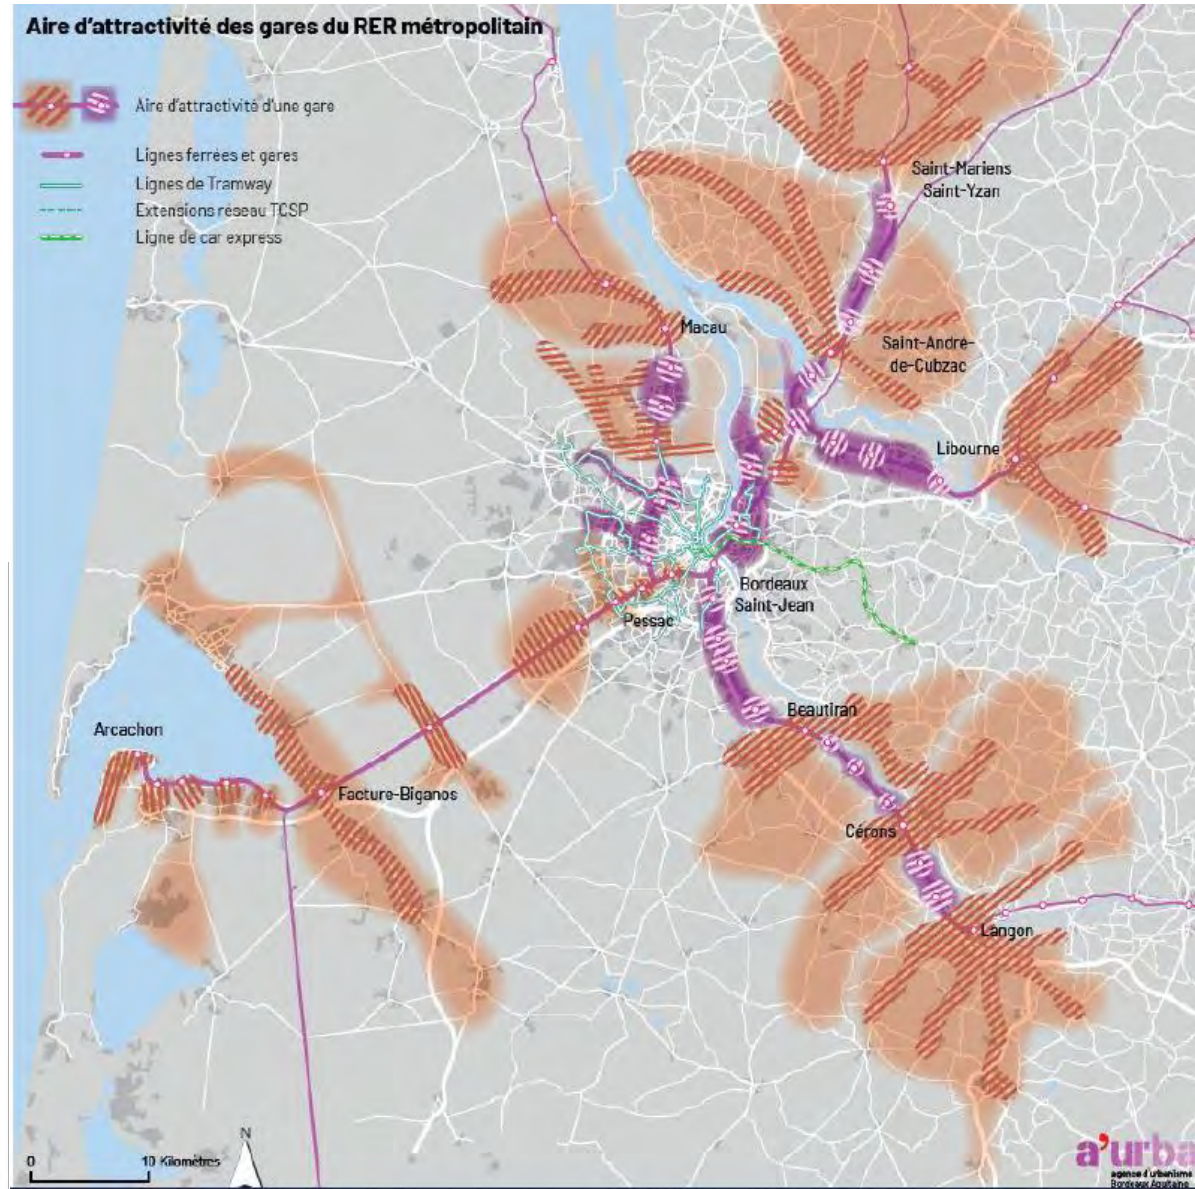 Aire d'attractivité des gares du RER métropolitain
Aire d'attractivité d'une gare
Lignes ferrées et gares
Lignes de Tramway
Extensions réseau TCSP
Ligne de car express
Saint-Mariens
Saint-Yzan
Macau
Saint-André-
de-Cubzac
Libourne
Bordeaux
Saint-Jean
Pessac
Beautiran
Arcachon
Facture-Biganos
Cérons
Langon
N
0
10 Kilomètres
a'urba
agence d'urbanisme
Bordeaux Aquitaine